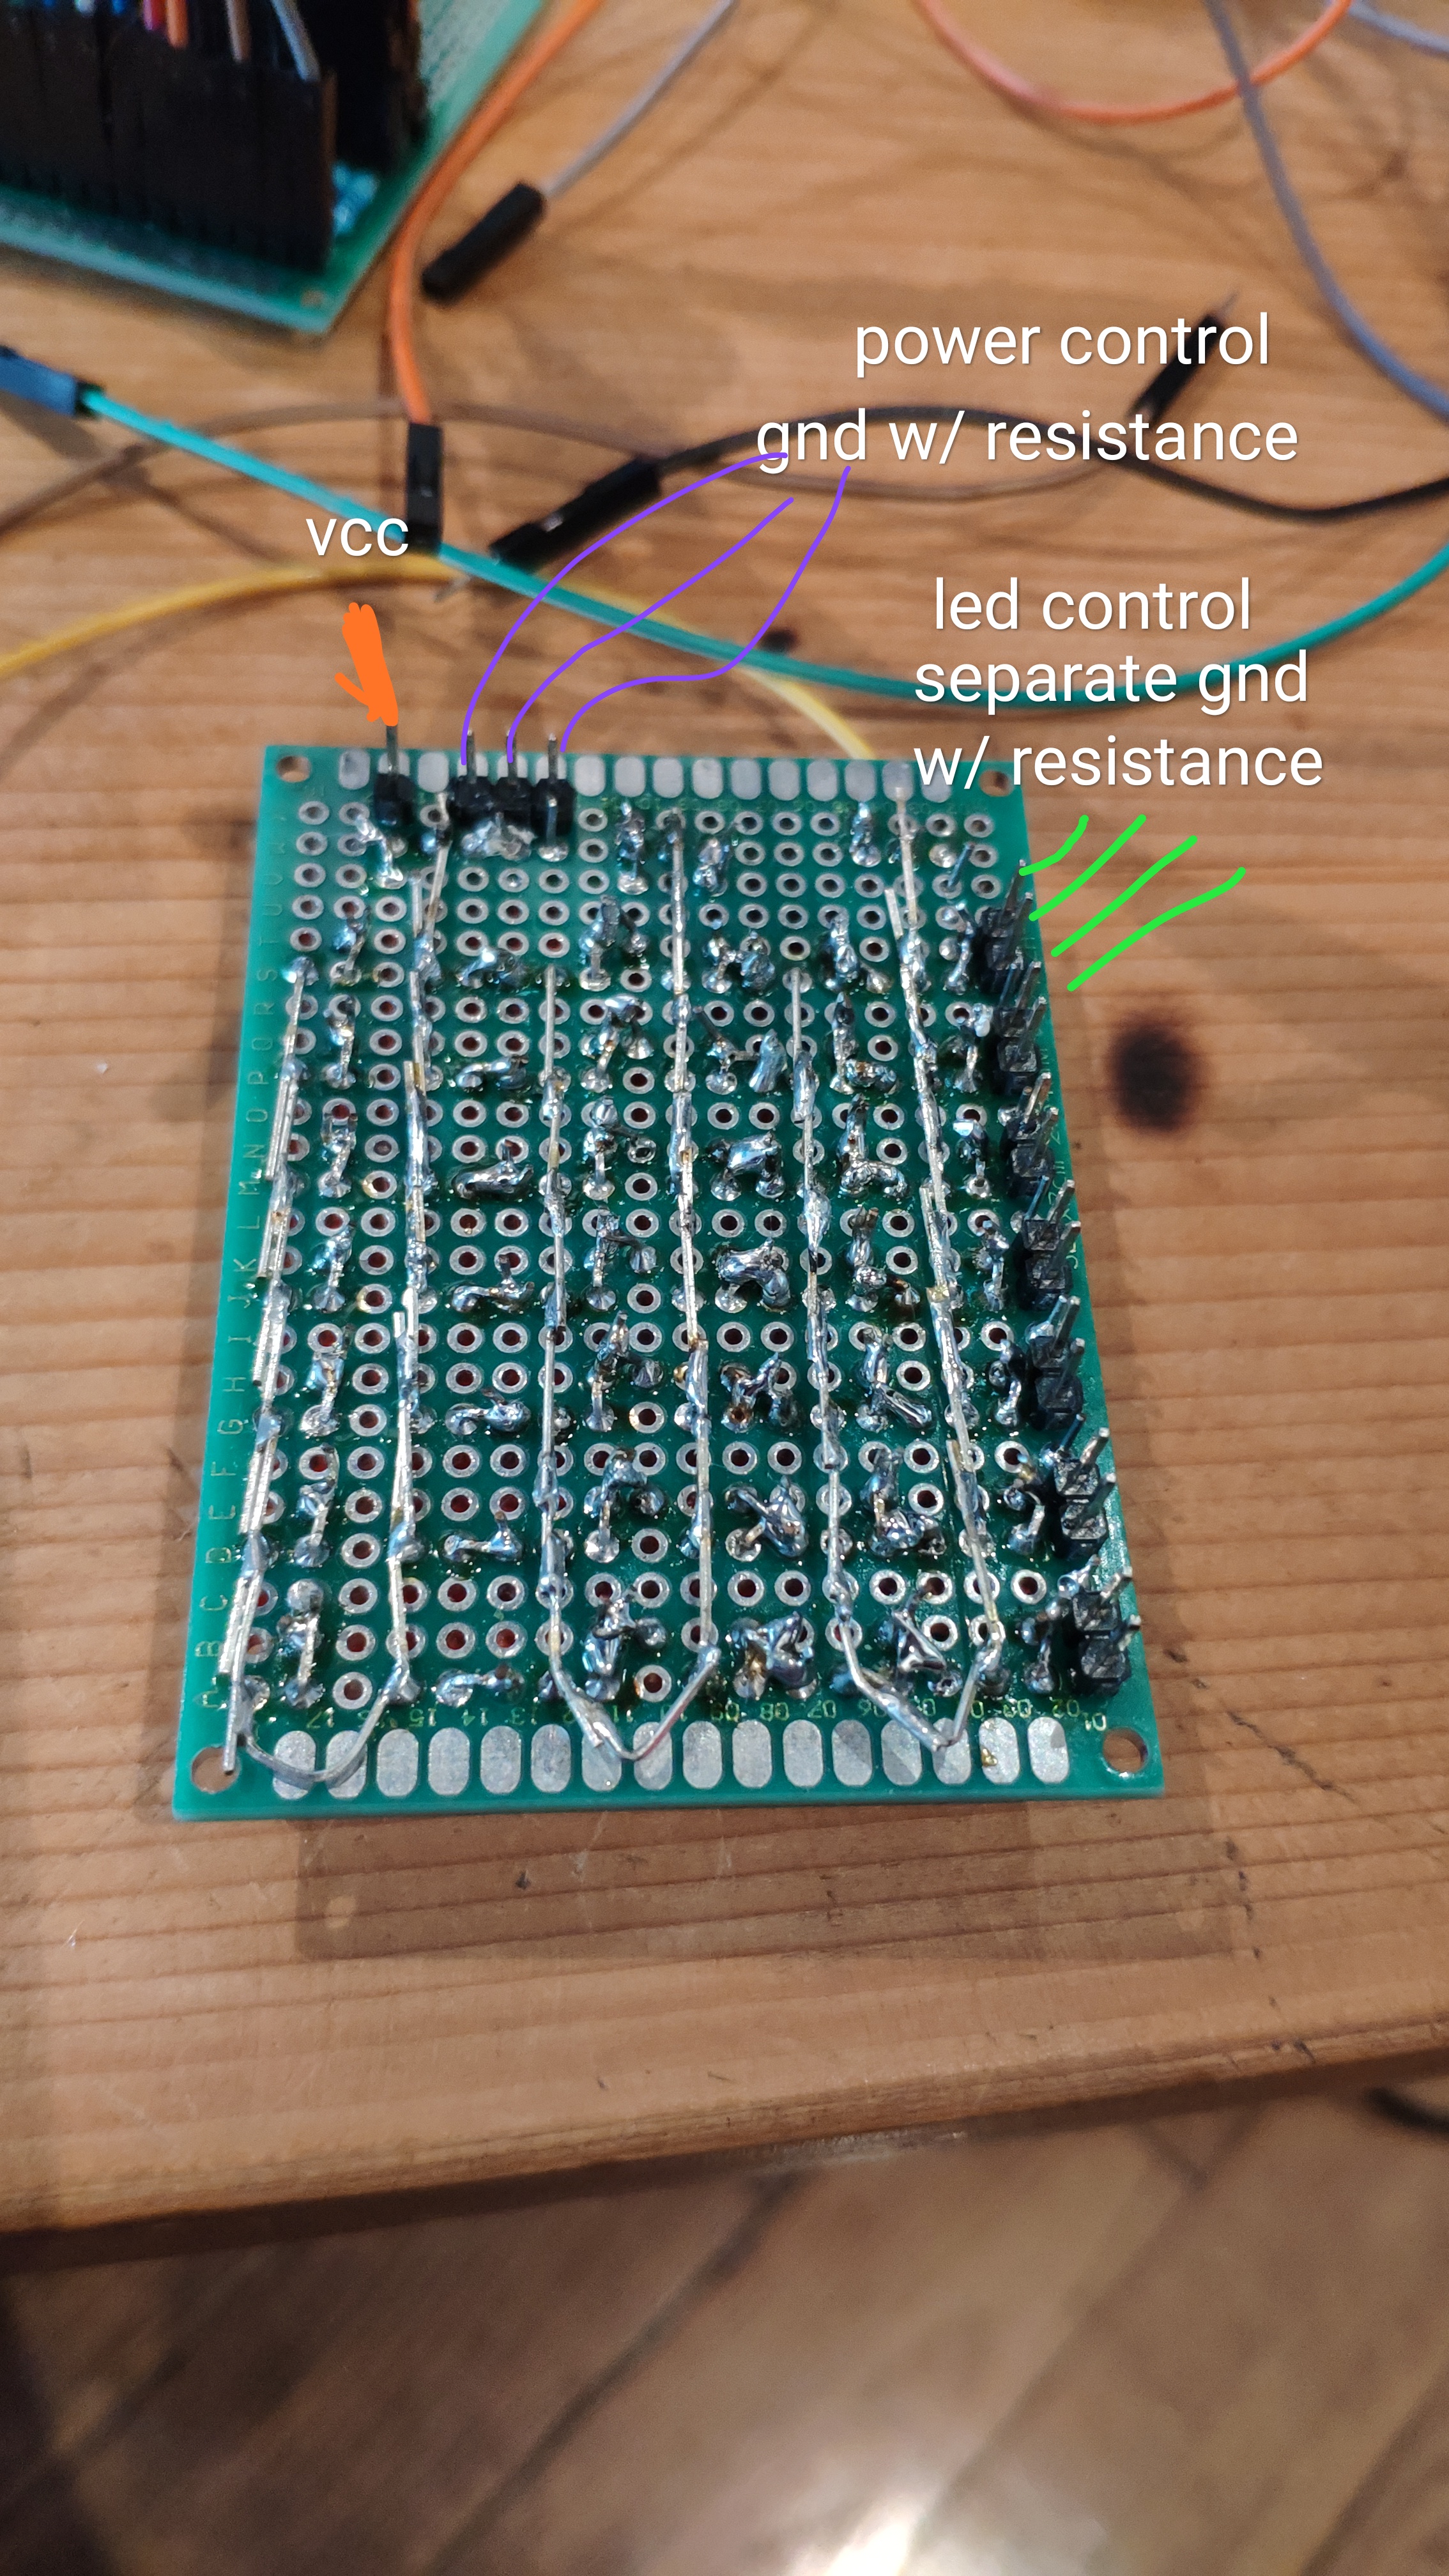 power control
gnd w/ resistance
vcc
led control
separate gnd
w/ resistance